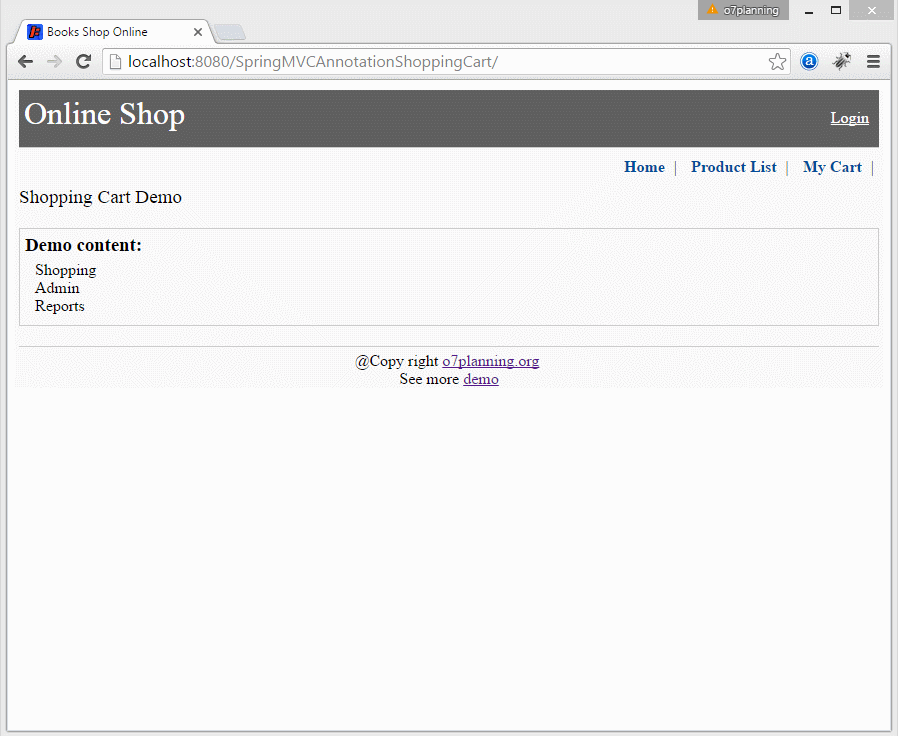 o7planning
Books Shop Online
localhost:8080/SpringMVCAnnotationShoppingCart/
a
Online Shop
Login
Home | Product List | My Cart |
Shopping Cart Demo
Demo content:
Shopping
Admin
Reports
@Copy right o7planning.org
See more demo